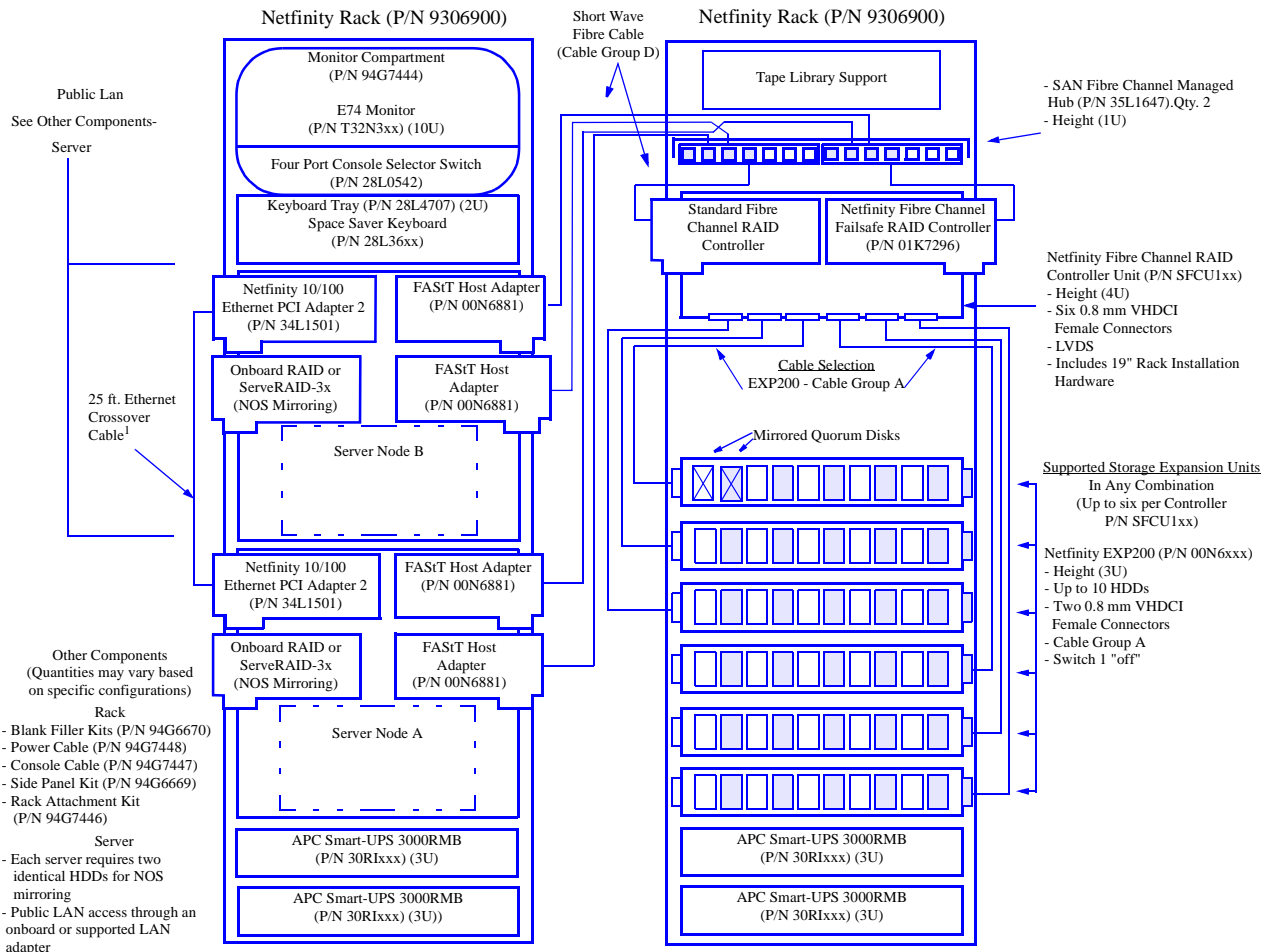 Netfinity Rack (P/N 9306900)
Monitor Compartment
(P/N 94G7444)
E74 Monitor
(P/N T32N3xx) (10U)
Four Port Console Selector Switch
(P/N 28L0542)
Keyboard Tray (P/N 28L4707) (2U)
Space Saver Keyboard
(P/N 28L36xx)
Public Lan
See Other Components-
Server
Netfinity 10/100
Ethernet PCI Adapter 2
(P/N 34L1501)
FAStT Host Adapter
(P/N 00N6881)
Onboard RAID or
ServeRAID-3x
(NOS Mirroring)
FAStT Host
Adapter
(P/N 00N6881)
25 ft. Ethernet
Crossover
Cable1
Server Node B
Netfinity 10/100
Ethernet PCI Adapter 2
(P/N 34L1501)
FAStT Host Adapter
(P/N 00N6881)
Onboard RAID or
ServeRAID-3x
(NOS Mirroring)
FAStT Host
Adapter
(P/N 00N6881)
Server Node A
APC Smart-UPS 3000RMB
(P/N 30RIxxx) (3U)
APC Smart-UPS 3000RMB
(P/N 30RIxxx) (3U))
Other Components
(Quantities may vary based
on specific configurations)
Rack
- Blank Filler Kits (P/N 94G6670)
- Power Cable (P/N 94G7448)
- Console Cable (P/N 94G7447)
- Side Panel Kit (P/N 94G6669)
- Rack Attachment Kit
(P/N 94G7446)
Server
- Each server requires two
identical HDDs for NOS
mirroring
- Public LAN access through an
onboard or supported LAN
adapter
Short Wave
Fibre Cable
(Cable Group D)
Netfinity Rack (P/N 9306900)
Tape Library Support
- SAN Fibre Channel Managed
Hub (P/N 35L1647).Qty. 2
- Height (1U)
Standard Fibre
Channel RAID
Controller
Netfinity Fibre Channel
Failsafe RAID Controller
(P/N 01K7296)
Netfinity Fibre Channel RAID
Controller Unit (P/N SFCU1xx)
- Height (4U)
- Six 0.8 mm VHDCI
Female Connectors
- LVDS
- Includes 19" Rack Installation
Hardware
Cable Selection
EXP200 - Cable Group A
Mirrored Quorum Disks
Supported Storage Expansion Units
In Any Combination
(Up to six per Controller
P/N SFCU1xx)
Netfinity EXP200 (P/N 00N6xxx)
- Height (3U)
- Up to 10 HDDs
- Two 0.8 mm VHDCI
Female Connectors
- Cable Group A
- Switch 1 "off"
APC Smart-UPS 3000RMB
(P/N 30RIxxx) (3U)
APC Smart-UPS 3000RMB
(P/N 30RIxxx) (3U)